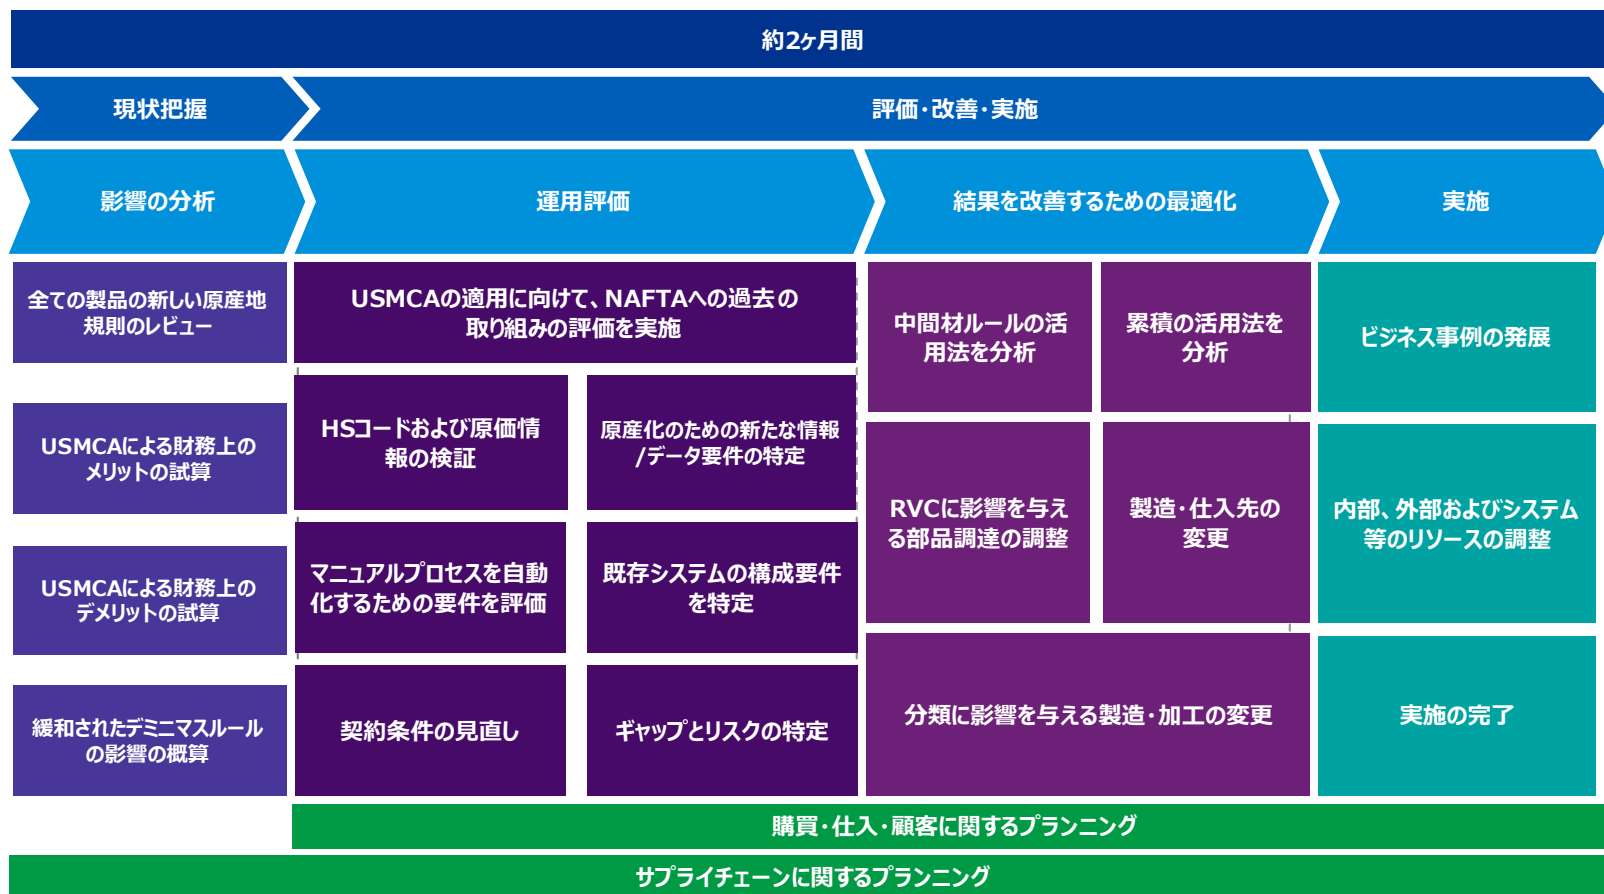 約2ヶ月間
現状把握
評価・改善・実施
影響の分析
運用評価
結果を改善するための最適化
実施
全ての製品の新しい原産地
規則のレビュー
USMCAによる財務上の
メリットの試算
USMCAによる財務上の
デメリットの試算
緩和されたデミニマスルール
の影響の概算
USMCAの適用に向けて、NAFTAへの過去の
取り組みの評価を実施
HSコードおよび原価情
報の検証
原産化のための新たな情報
/データ要件の特定
マニュアルプロセスを自動
化するための要件を評価
既存システムの構成要件
を特定
契約条件の見直し
ギャップとリスクの特定
中間材ルールの活
用法を分析
累積の活用法を
分析
RVCに影響を与え
る部品調達の調整
製造・仕入先の
変更
分類に影響を与える製造・加工の変更
ビジネス事例の発展
内部、外部およびシステム
等のリソースの調整
実施の完了
購買・仕入・顧客に関するプランニング
サプライチェーンに関するプランニング